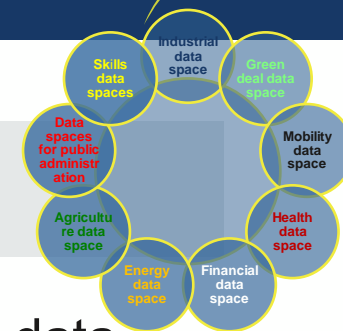 Industrial
data
space
Green
deal data
space
Mobility
data
space
Health
data
space
Financial
data
space
Energy
data
space
Agricultu
re data
space
Data
spaces
for public
administr
ation
Skills
data
spaces
data